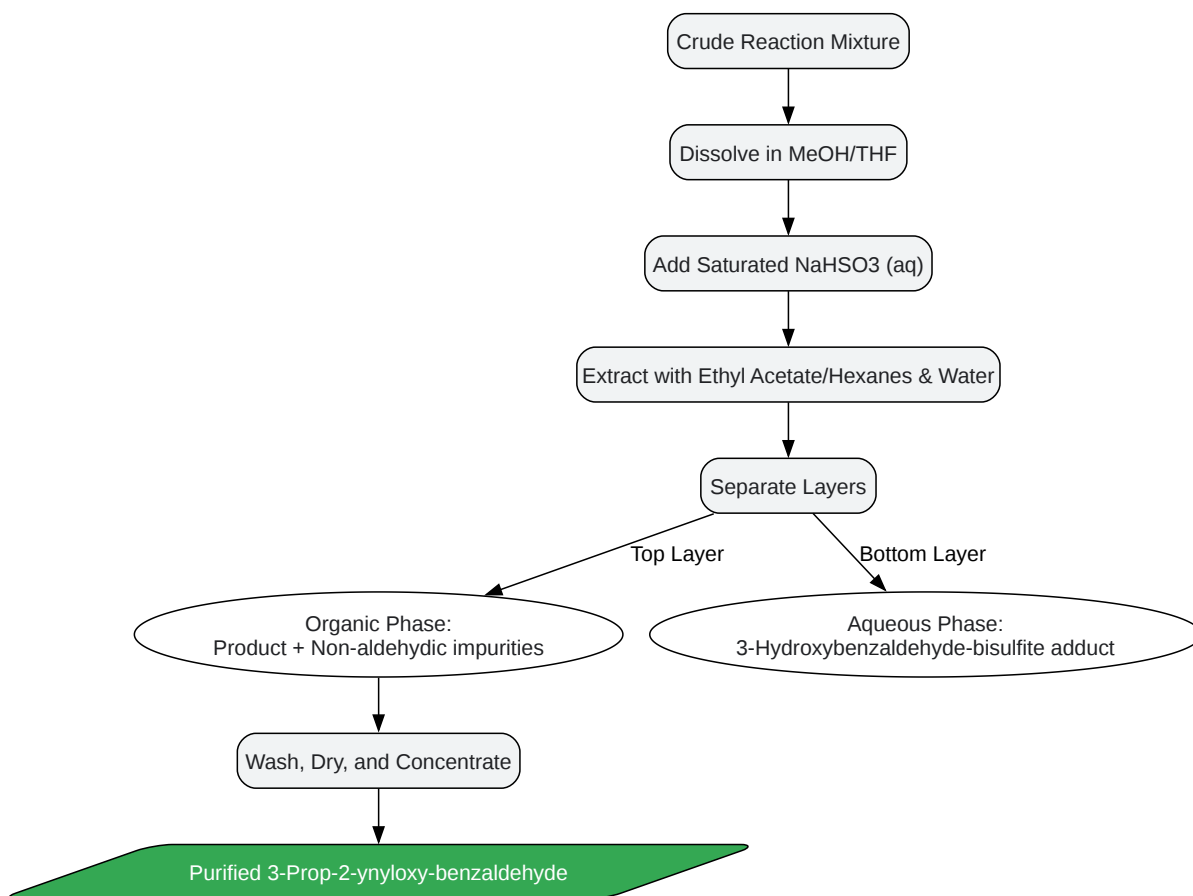 Crude Reaction Mixture
Dissolve in MeOH/THF
Add Saturated NaHSO3 (aq)
Extract with Ethyl Acetate/Hexanes & Water
Separate Layers
Top Layer
Bottom Layer
Organic Phase:
Product + Non-aldehydic impurities
Aqueous Phase:
3-Hydroxybenzaldehyde-bisulfite adduct
Wash, Dry, and Concentrate
Purified 3-Prop-2-ynyloxy-benzaldehyde